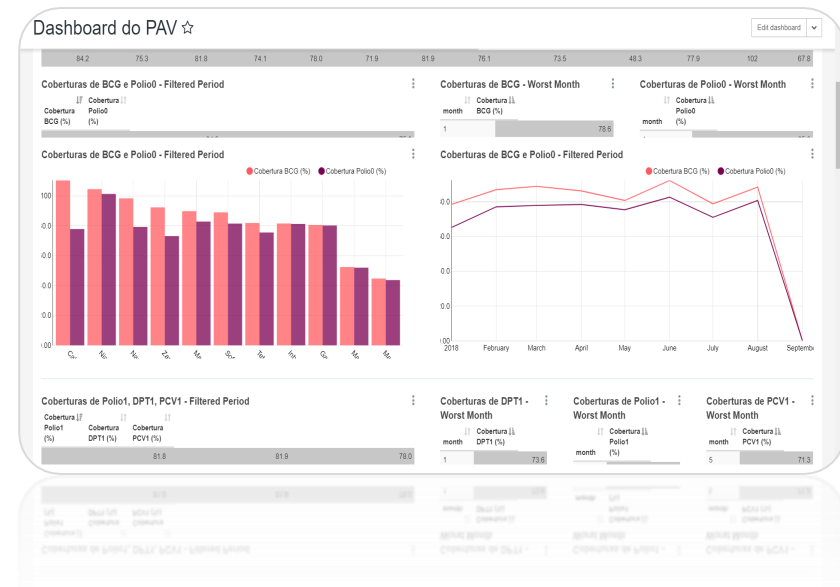 Dashboard do PAV
Edit dashboard
84.2 75.3 81.8 74.1 78.0 71.9 81.9 76.1 73.5 48.3 77.9 102 67.8
Coberturas de BCG e Polio0 - Filtered Period
Cobertura BCG (%)
Cobertura Polio0 (%)
Coberturas de BCG - Worst Month
month
Cobertura BCG (%)
1 78.6
Coberturas de Polio0 - Worst Month
month
Cobertura Polio0 (%)
Coberturas de BCG e Polio0 - Filtered Period
Cobertura BCG (%) Cobertura Polio0 (%)
100
Coberturas de BCG e Polio0 - Filtered Period
Cobertura BCG (%) Cobertura Polio0 (%)
2018 February March April May June July August Septembe
Coberturas de Polio1, DPT1, PCV1 - Filtered Period
Cobertura Polio1 (%)
Cobertura DPT1 (%)
Cobertura PCV1 (%)
81.8 81.9 78.0
Coberturas de DPT1 -
Worst Month
month
Cobertura DPT1 (%)
1 73.6
Coberturas de Polio1 -
Worst Month
month
Cobertura Polio1 (%)
Coberturas de PCV1 -
Worst Month
month
Cobertura PCV1 (%)
5 71.3